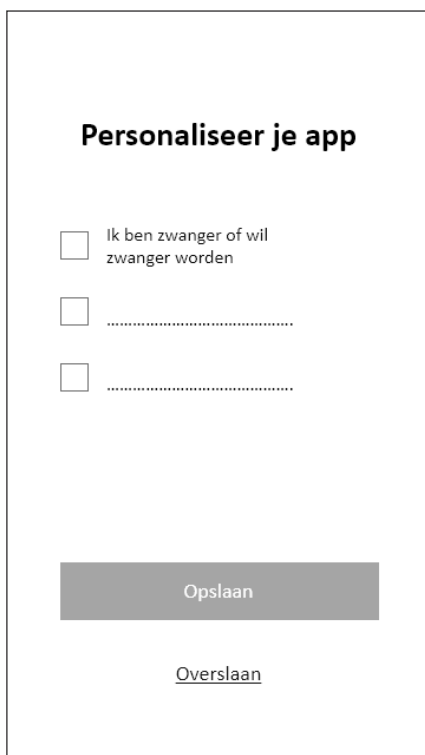 Personaliseer je app
Ik ben zwanger of wil
zwanger worden
...........................................
...........................................
Opslaan
Overslaan